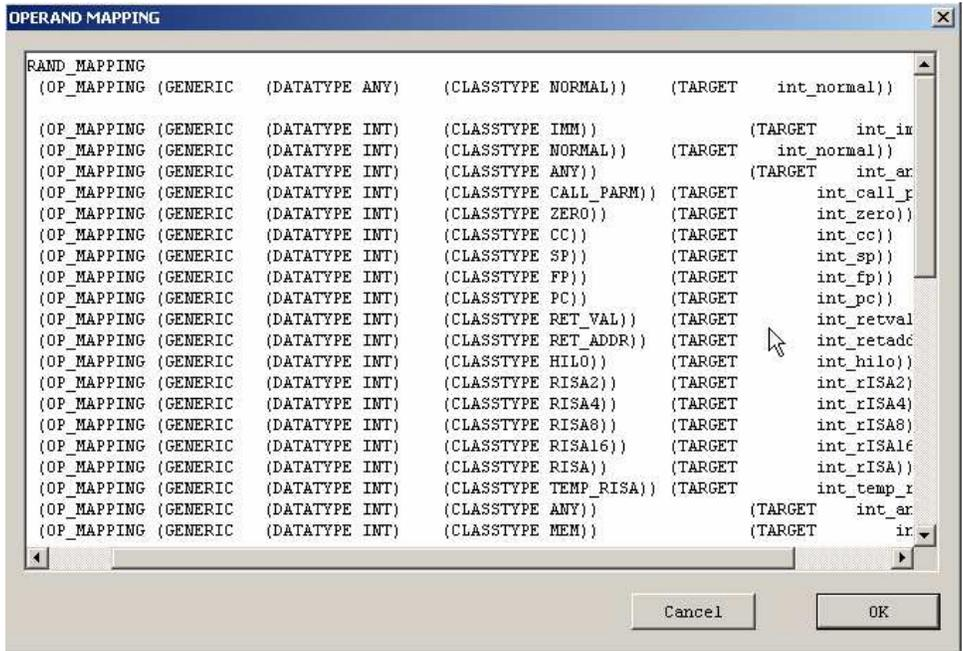 OPERAND MAPPING
RAND_MAPPING
(OP_MAPPING (GENERIC (DATATYPE ANY) (CLASSTYPE NORMAL)) (TARGET int_normal))
(OP_MAPPING (GENERIC (DATATYPE INT) (CLASSTYPE IMM)) (TARGET int_im
(OP_MAPPING (GENERIC (DATATYPE INT) (CLASSTYPE NORMAL)) (TARGET int_normal))
(OP_MAPPING (GENERIC (DATATYPE INT) (CLASSTYPE ANY)) (TARGET int_an
(OP_MAPPING (GENERIC (DATATYPE INT) (CLASSTYPE CALL_PARM)) (TARGET int_call_p
(OP_MAPPING (GENERIC (DATATYPE INT) (CLASSTYPE ZERO)) (TARGET int_zero))
(OP_MAPPING (GENERIC (DATATYPE INT) (CLASSTYPE CC)) (TARGET int_cc))
(OP_MAPPING (GENERIC (DATATYPE INT) (CLASSTYPE SP)) (TARGET int_sp))
(OP_MAPPING (GENERIC (DATATYPE INT) (CLASSTYPE FP)) (TARGET int_fp))
(OP_MAPPING (GENERIC (DATATYPE INT) (CLASSTYPE PC)) (TARGET int_pc))
(OP_MAPPING (GENERIC (DATATYPE INT) (CLASSTYPE RET_VAL)) (TARGET int_retval
(OP_MAPPING (GENERIC (DATATYPE INT) (CLASSTYPE RET_ADDR)) (TARGET int_retadd
(OP_MAPPING (GENERIC (DATATYPE INT) (CLASSTYPE HILO)) (TARGET int_hilo))
(OP_MAPPING (GENERIC (DATATYPE INT) (CLASSTYPE RISA2)) (TARGET int_rISA2)
(OP_MAPPING (GENERIC (DATATYPE INT) (CLASSTYPE RISA4)) (TARGET int_rISA4)
(OP_MAPPING (GENERIC (DATATYPE INT) (CLASSTYPE RISA8)) (TARGET int_rISA8)
(OP_MAPPING (GENERIC (DATATYPE INT) (CLASSTYPE RISA16)) (TARGET int_rISA16
(OP_MAPPING (GENERIC (DATATYPE INT) (CLASSTYPE RISA)) (TARGET int_rISA))
(OP_MAPPING (GENERIC (DATATYPE INT) (CLASSTYPE TEMP_RISA)) (TARGET int_temp_r
(OP_MAPPING (GENERIC (DATATYPE INT) (CLASSTYPE ANY)) (TARGET int_an
(OP_MAPPING (GENERIC (DATATYPE INT) (CLASSTYPE MEM)) (TARGET in
Cancel OK